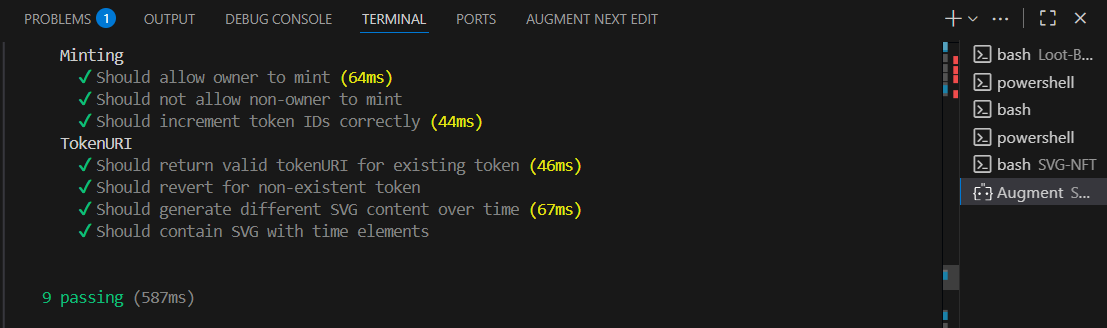 PROBLEMS 1 OUTPUT DEBUG CONSOLE TERMINAL PORTS AUGMENT NEXT EDIT
Minting
✓ Should allow owner to mint (64ms)
✓ Should not allow non-owner to mint
✓ Should increment token IDs correctly (44ms)
TokenURI
✓ Should return valid tokenURI for existing token (46ms)
✓ Should revert for non-existent token
✓ Should generate different SVG content over time (67ms)
✓ Should contain SVG with time elements
9 passing (587ms)
bash Loot-B...
powershell
bash
powershell
bash SVG-NFT
Augment S...